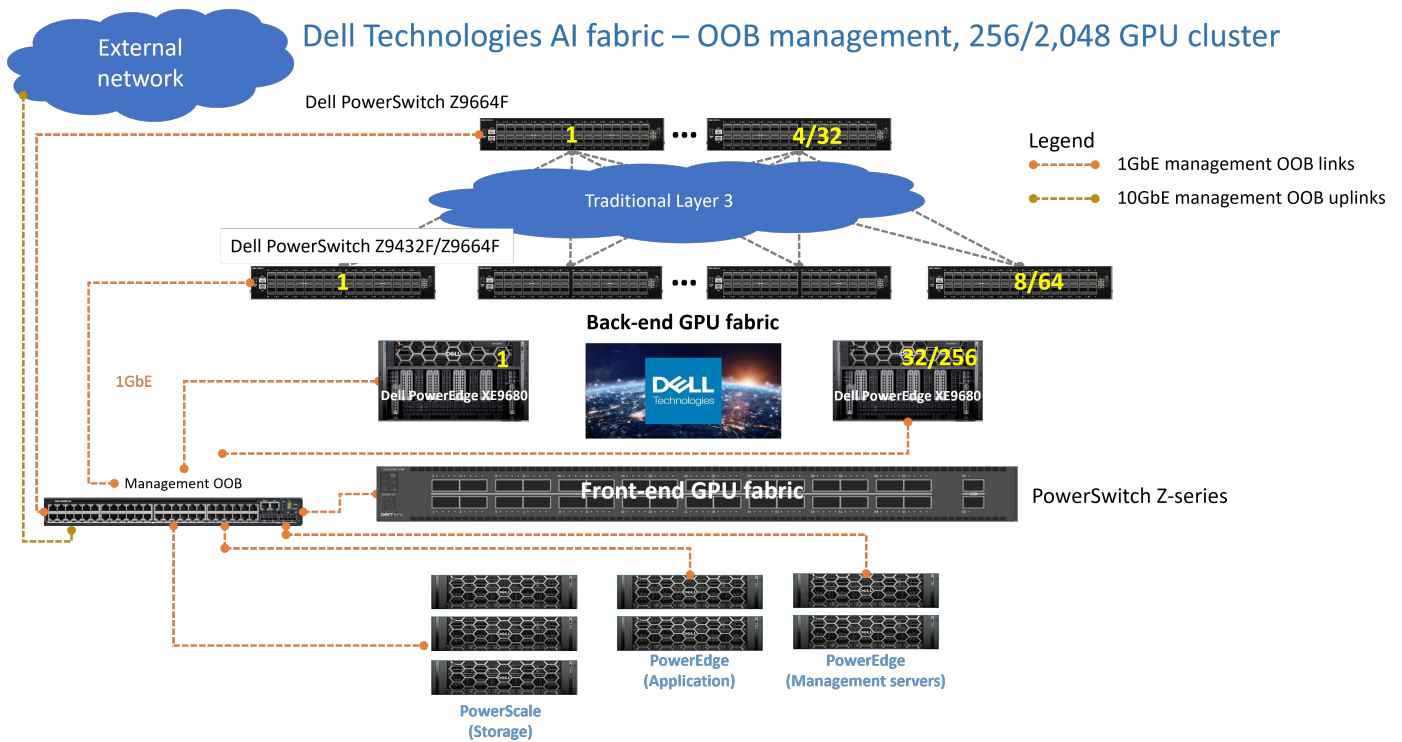 External
network
Dell Technologies AI fabric – OOB management, 256/2,048 GPU cluster
Dell PowerSwitch Z9664F
1
4/32
Legend
1GbE management OOB links
10GbE management OOB uplinks
Traditional Layer 3
Dell PowerSwitch Z9432F/Z9664F
1
8/64
Back-end GPU fabric
1
32/256
1GbE
Dell PowerEdge XE9680
DELL
Technologies
Dell PowerEdge XE9680
Management OOB
Front-end GPU fabric
PowerSwitch Z-series
PowerEdge
(Application)
PowerEdge
(Management servers)
PowerScale
(Storage)